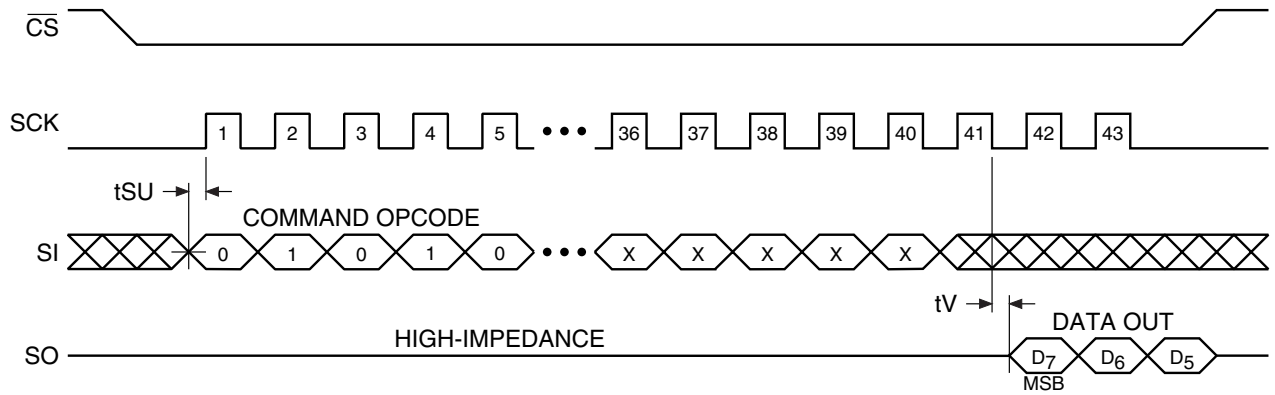 CS
SCK
1 2 3 4 5 ••• 36 37 38 39 40 41 42 43
tSU
COMMAND OPCODE
SI
0 1 0 1 0 ••• X X X X X
tV
HIGH-IMPEDANCE
DATA OUT
SO
D7 D6 D5
MSB